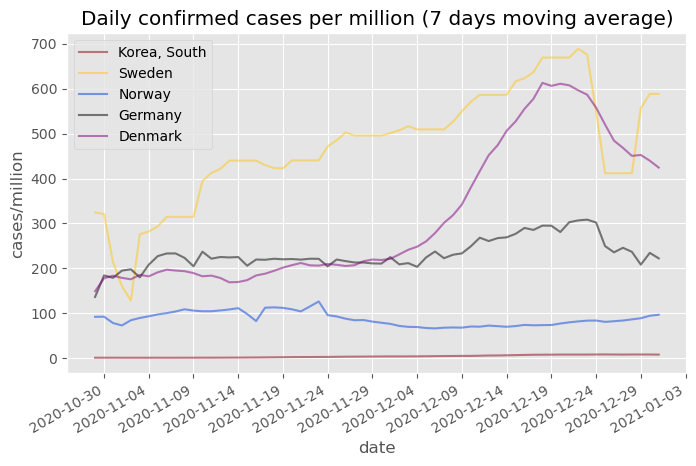 Daily confirmed cases per million (7 days moving average)
700
600
500
400
300
200
100
0
cases/million
Korea, South
Sweden
Norway
Germany
Denmark
2020-10-30
2020-11-04
2020-11-09
2020-11-14
2020-11-19
2020-11-24
2020-11-29
2020-12-04
2020-12-09
2020-12-14
2020-12-19
2020-12-24
2020-12-29
2021-01-03
date